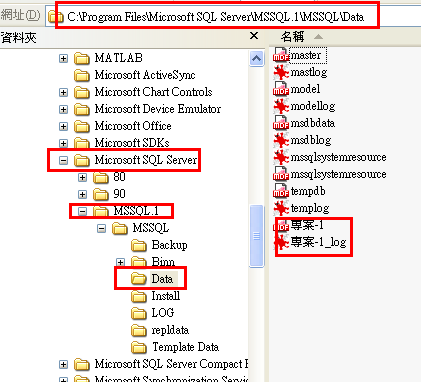 網址(D) C:\Program Files\Microsoft SQL Server\MSSQL.1\MSSQL\Data
資料夾
MATLAB
Microsoft ActiveSync
Microsoft Chart Controls
Microsoft Device Emulator
Microsoft Office
Microsoft SDKs
Microsoft SQL Server
80
90
MSSQL.1
MSSQL
Backup
Binn
Data
Install
LOG
repldata
Template Data
Microsoft SQL Server Compact
Microsoft Synchronization
名稱
master
mastlog
model
modellog
msdbdata
msdblog
mssqlsystemresource
mssqlsystemresource
tempdb
templog
專案-1
專案-1_log